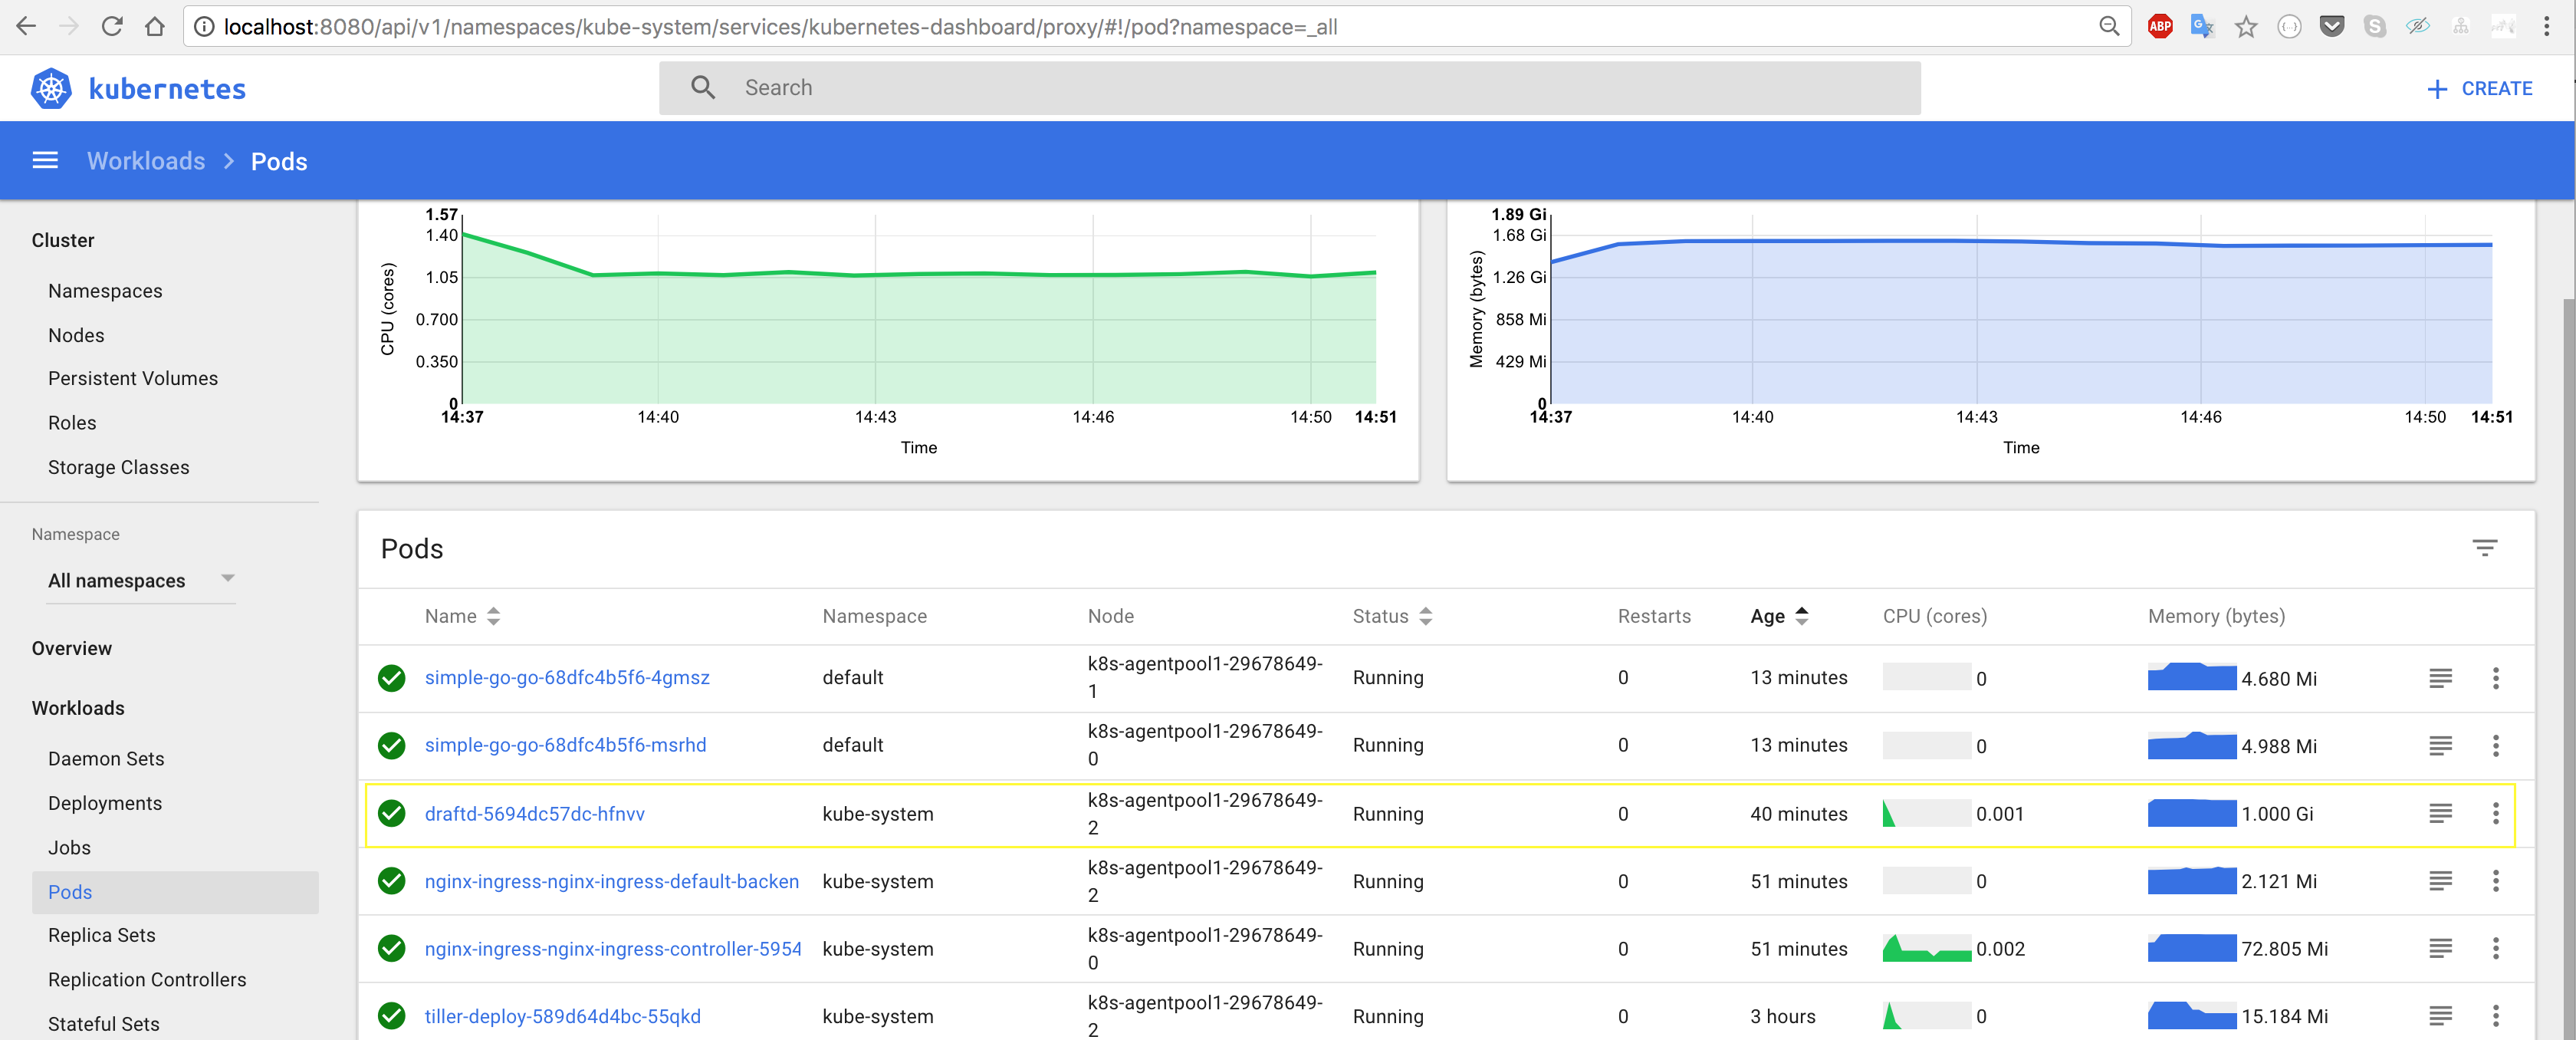 localhost:8080/api/v1/namespaces/kube-system/services/kubernetes-dashboard/proxy/#!/pod?namespace=_all
ABP
kubernetes
Search
+ CREATE
Workloads > Pods
Cluster
Namespaces
Nodes
Persistent Volumes
Roles
Storage Classes
Namespace
All namespaces
Overview
Workloads
Daemon Sets
Deployments
Jobs
Pods
Replica Sets
Replication Controllers
Stateful Sets
CPU (cores)
1.57
1.40
1.05
0.700
0.350
0
14:37 14:40 14:43 14:46 14:50 14:51
Time
Memory (bytes)
1.89 Gi
1.68 Gi
1.26 Gi
858 Mi
429 Mi
0
14:37 14:40 14:43 14:46 14:50 14:51
Time
Pods
Name Namespace Node Status Restarts Age CPU (cores) Memory (bytes)
simple-go-go-68dfc4b5f6-4gmsz default k8s-agentpool1-29678649-1 Running 0 13 minutes 0 4.680 Mi
simple-go-go-68dfc4b5f6-msrhd default k8s-agentpool1-29678649-0 Running 0 13 minutes 0 4.988 Mi
draftd-5694dc57dc-hfnvv kube-system k8s-agentpool1-29678649-2 Running 0 40 minutes 0.001 1.000 Gi
nginx-ingress-nginx-ingress-default-backen kube-system k8s-agentpool1-29678649-2 Running 0 51 minutes 0 2.121 Mi
nginx-ingress-nginx-ingress-controller-5954 kube-system k8s-agentpool1-29678649-0 Running 0 51 minutes 0.002 72.805 Mi
tiller-deploy-589d64d4bc-55qkd kube-system k8s-agentpool1-29678649-2 Running 0 3 hours 0 15.184 Mi